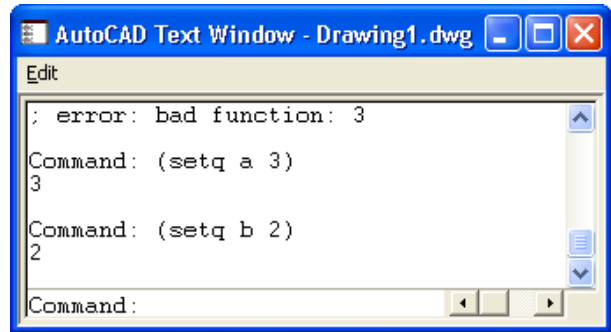 AutoCAD Text Window - Drawing1.dwg
Edit
; error: bad function: 3
Command: (setq a 3)
3
Command: (setq b 2)
2
Command: